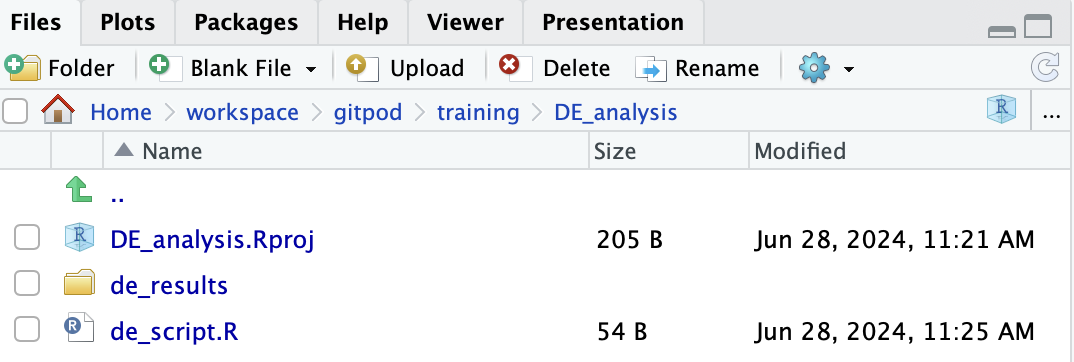 Files Plots Packages Help Viewer Presentation
Folder Blank File Upload Delete Rename
Home workspace gitpod training DE_analysis R ...
Name Size Modified
..
R DE_analysis.Rproj 205 B Jun 28, 2024, 11:21 AM
de_results
R de_script.R 54 B Jun 28, 2024, 11:25 AM